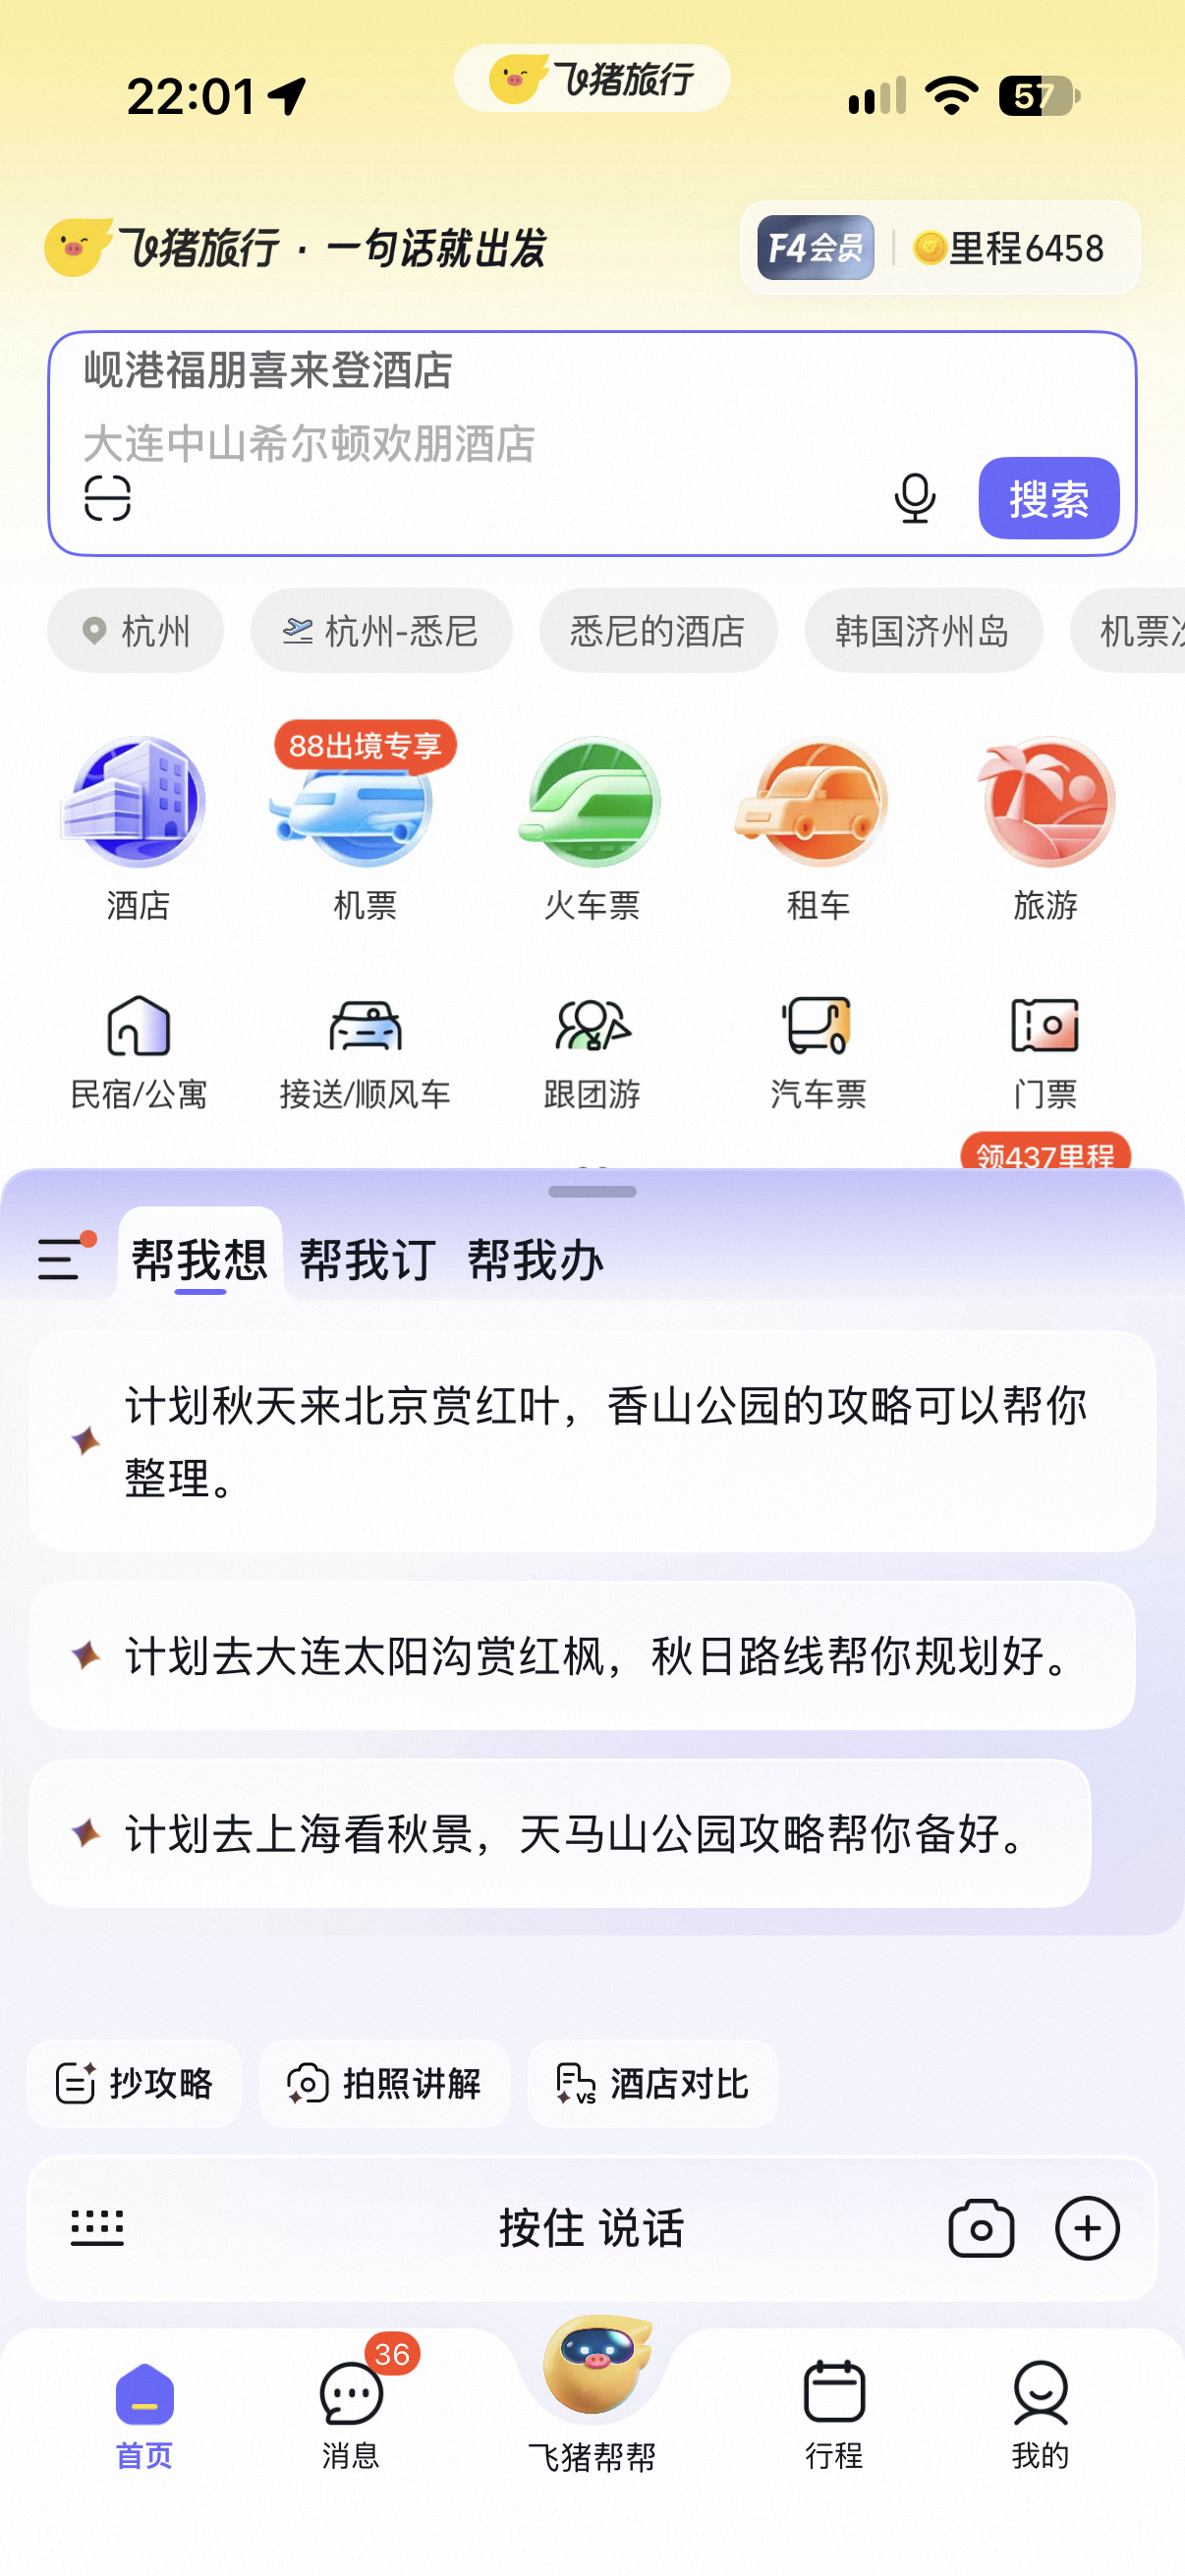 22:01
飞猪旅行
57
飞猪旅行 · 一句话就出发
F4会员
里程6458
岘港福朋喜来登酒店
大连中山希尔顿欢朋酒店
搜索
杭州
杭州-悉尼
悉尼的酒店
韩国济州岛
机票次
88出境专享
酒店
机票
火车票
租车
旅游
民宿/公寓
接送/顺风车
跟团游
汽车票
门票
领437里程
帮我想
帮我订
帮我办
计划秋天来北京赏红叶，香山公园的攻略可以帮你
整理。
计划去大连太阳沟赏红枫，秋日路线帮你规划好。
计划去上海看秋景，天马山公园攻略帮你备好。
抄攻略
拍照讲解
VS
酒店对比
按住 说话
36
首页
消息
飞猪帮帮
行程
我的